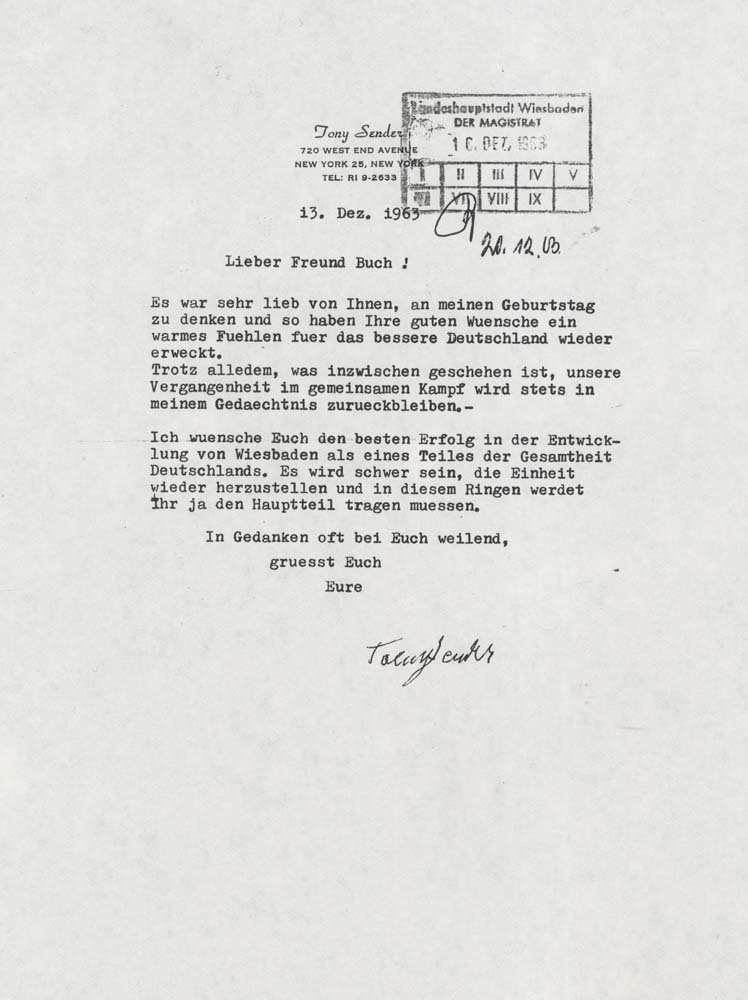 Landeshauptstadt Wiesbaden
DER MAGISTRAT
DEZ. 1963
I II III IV V
VII VIII IX
Tony Sender
720 WEST END AVENUE
NEW YORK 25, NEW YORK
TEL: RI 9-2633
i3. Dez. i963
20.12.63.
Lieber Freund Buch !
Es war sehr lieb von Ihnen, an meinen Geburtstag
zu denken und so haben Ihre guten Wuensche ein
warmes Fuehlen fuer das bessere Deutschland wieder
erweckt.
Trotz alledem, was inzwischen geschehen ist, unsere
Vergangenheit im gemeinsamen Kampf wird stets in
meinem Gedaechtnis zurueckbleiben.-
Ich wuensche Euch den besten Erfolg in der Entwick-
lung von Wiesbaden als eines Teiles der Gesamtheit
Deutschlands. Es wird schwer sein, die Einheit
wieder herzustellen und in diesem Ringen werdet
Ihr ja den Hauptteil tragen muessen.
In Gedanken oft bei Euch weilend,
gruesst Euch
Eure
Tony Sender